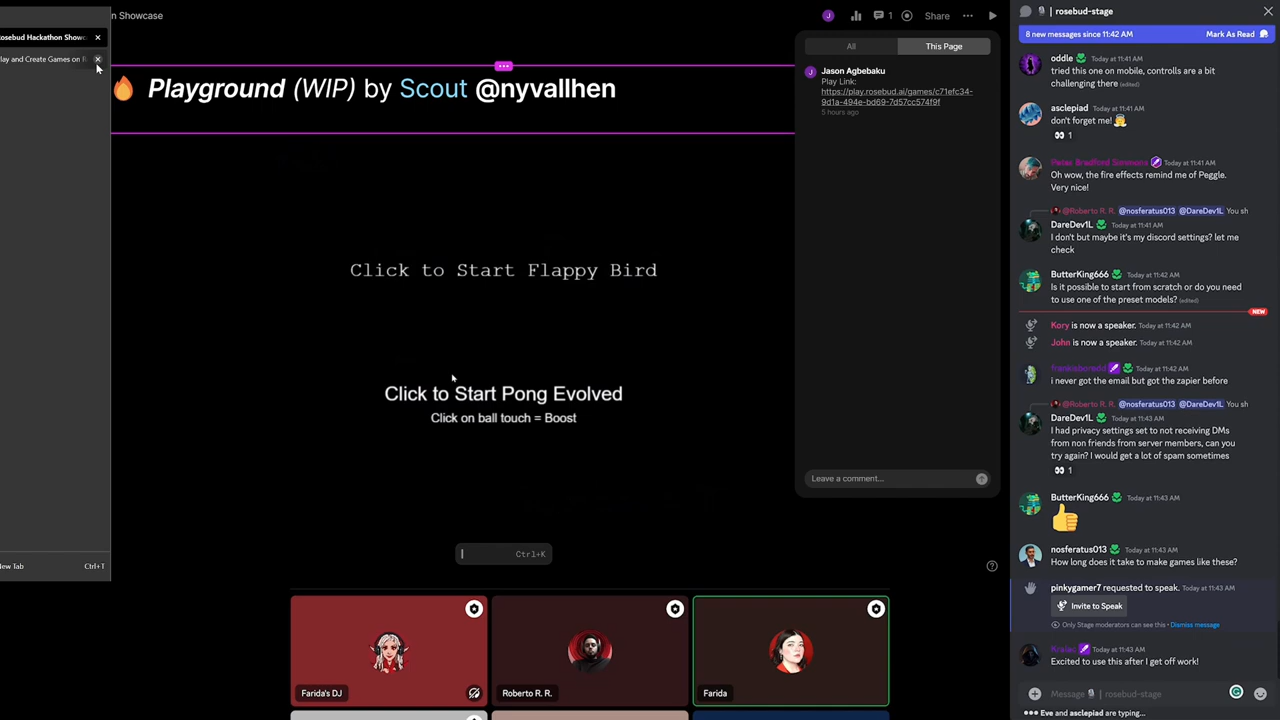 n Showcase
J
1
Share
osebud Hackathon Show
lay and Create Games on
Playground (WIP) by Scout @nyvallhen
Click to Start Flappy Bird
Click to Start Pong Evolved
Click on ball touch = Boost
Ctrl+K
New Tab Ctrl+T
All This Page
J Jason Agbebaku
Play Link:
https://play.rosebud.ai/games/c71efc34-
9d1a-494e-bd69-7d57cc574f9f
5 hours ago
Leave a comment...
Farida's DJ
Roberto R. R.
Farida
rosebud-stage
8 new messages since 11:42 AM Mark As Read
oddle Today at 11:41 AM
tried this one on mobile, controlls are a bit
challenging there (edited)
asclepiad Today at 11:41 AM
don't forget me!
1
Peter Bradford Simmons Today at 11:41 AM
Oh wow, the fire effects remind me of Peggle.
Very nice!
@Roberto R. R. @nosferatus013 @DareDev1L You sh
DareDev1L Today at 11:41 AM
I don't but maybe it's my discord settings? let me
check
ButterKing666 Today at 11:42 AM
Is it possible to start from scratch or do you need
to use one of the preset models? (edited)
NEW
Kory is now a speaker. Today at 11:42 AM
John is now a speaker. Today at 11:42 AM
frankisboredd Today at 11:42 AM
i never got the email but got the zapier before
@Roberto R. R. @nosferatus013 @DareDev1L You sh
DareDev1L Today at 11:43 AM
I had privacy settings set to not receiving DMs
from non friends from server members, can you
try again? I would get a lot of spam sometimes
1
ButterKing666 Today at 11:43 AM
nosferatus013 Today at 11:43 AM
How long does it take to make games like these?
pinkygamer7 requested to speak. Today at 11:43 AM
Invite to Speak
Only Stage moderators can see this • Dismiss message
Kralau Today at 11:43 AM
Excited to use this after I get off work!
Message rosebud-stage
Eve and asclepiad are typing...